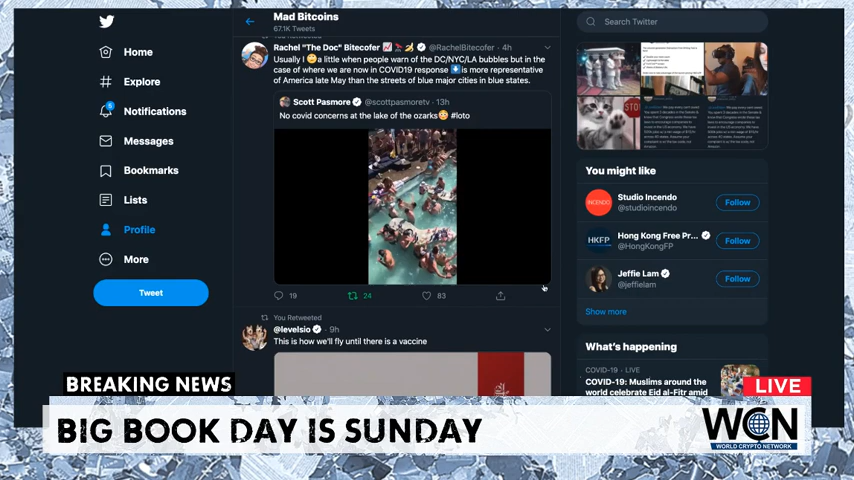 Mad Bitcoins
67.1K Tweets
Search Twitter
Home
Explore
5
Notifications
Messages
Bookmarks
Lists
Profile
More
Tweet
Rachel "The Doc" Bitecofer 📈 🔭 🍌 @RachelBitecofer · 4h
Usually I 🙄 a little when people warn of the DC/NYC/LA bubbles but in the
case of where we are now in COVID19 response ⬇️ is more representative
of America late May than the streets of blue major cities in blue states.
Scott Pasmore @scottpasmoretv · 13h
No covid concerns at the lake of the ozarks😳 #loto
19
24
83
You Retweeted
@levelsio · 9h
This is how we'll fly until there is a vaccine
STOP
You might like
INCENDO
Studio Incendo
@studioincendo
Follow
HKFP
Hong Kong Free Pr...
@HongKongFP
Follow
Jeffie Lam
@jeffielam
Follow
Show more
What's happening
COVID-19 · LIVE
COVID-19: Muslims around the
world celebrate Eid al-Fitr amid
BREAKING NEWS
LIVE
BIG BOOK DAY IS SUNDAY
WCN
WORLD CRYPTO NETWORK